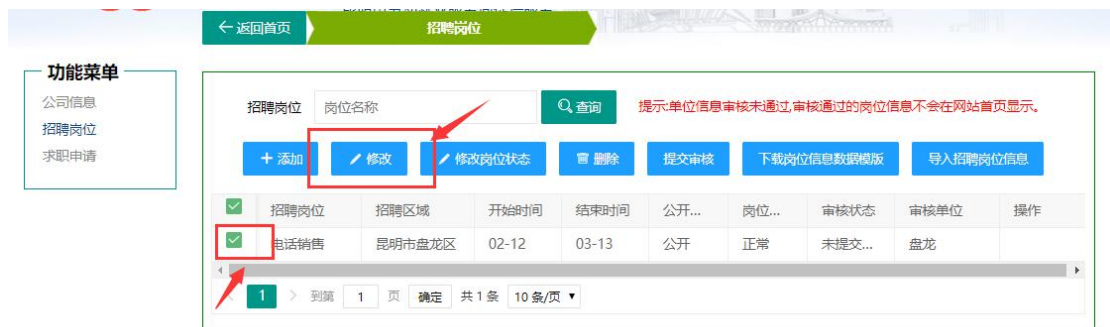 返回首页
招聘岗位
功能菜单
公司信息
招聘岗位
求职申请
招聘岗位 岗位名称 查询 提示:单位信息审核未通过,审核通过的岗位信息不会在网站首页显示。
添加 修改 修改岗位状态 删除 提交审核 下载岗位信息数据模版 导入招聘岗位信息
招聘岗位 招聘区域 开始时间 结束时间 公开... 岗位... 审核状态 审核单位 操作
电话销售 昆明市盘龙区 02-12 03-13 公开 正常 未提交... 盘龙
1 到第 1 页 确定 共 1 条 10 条/页